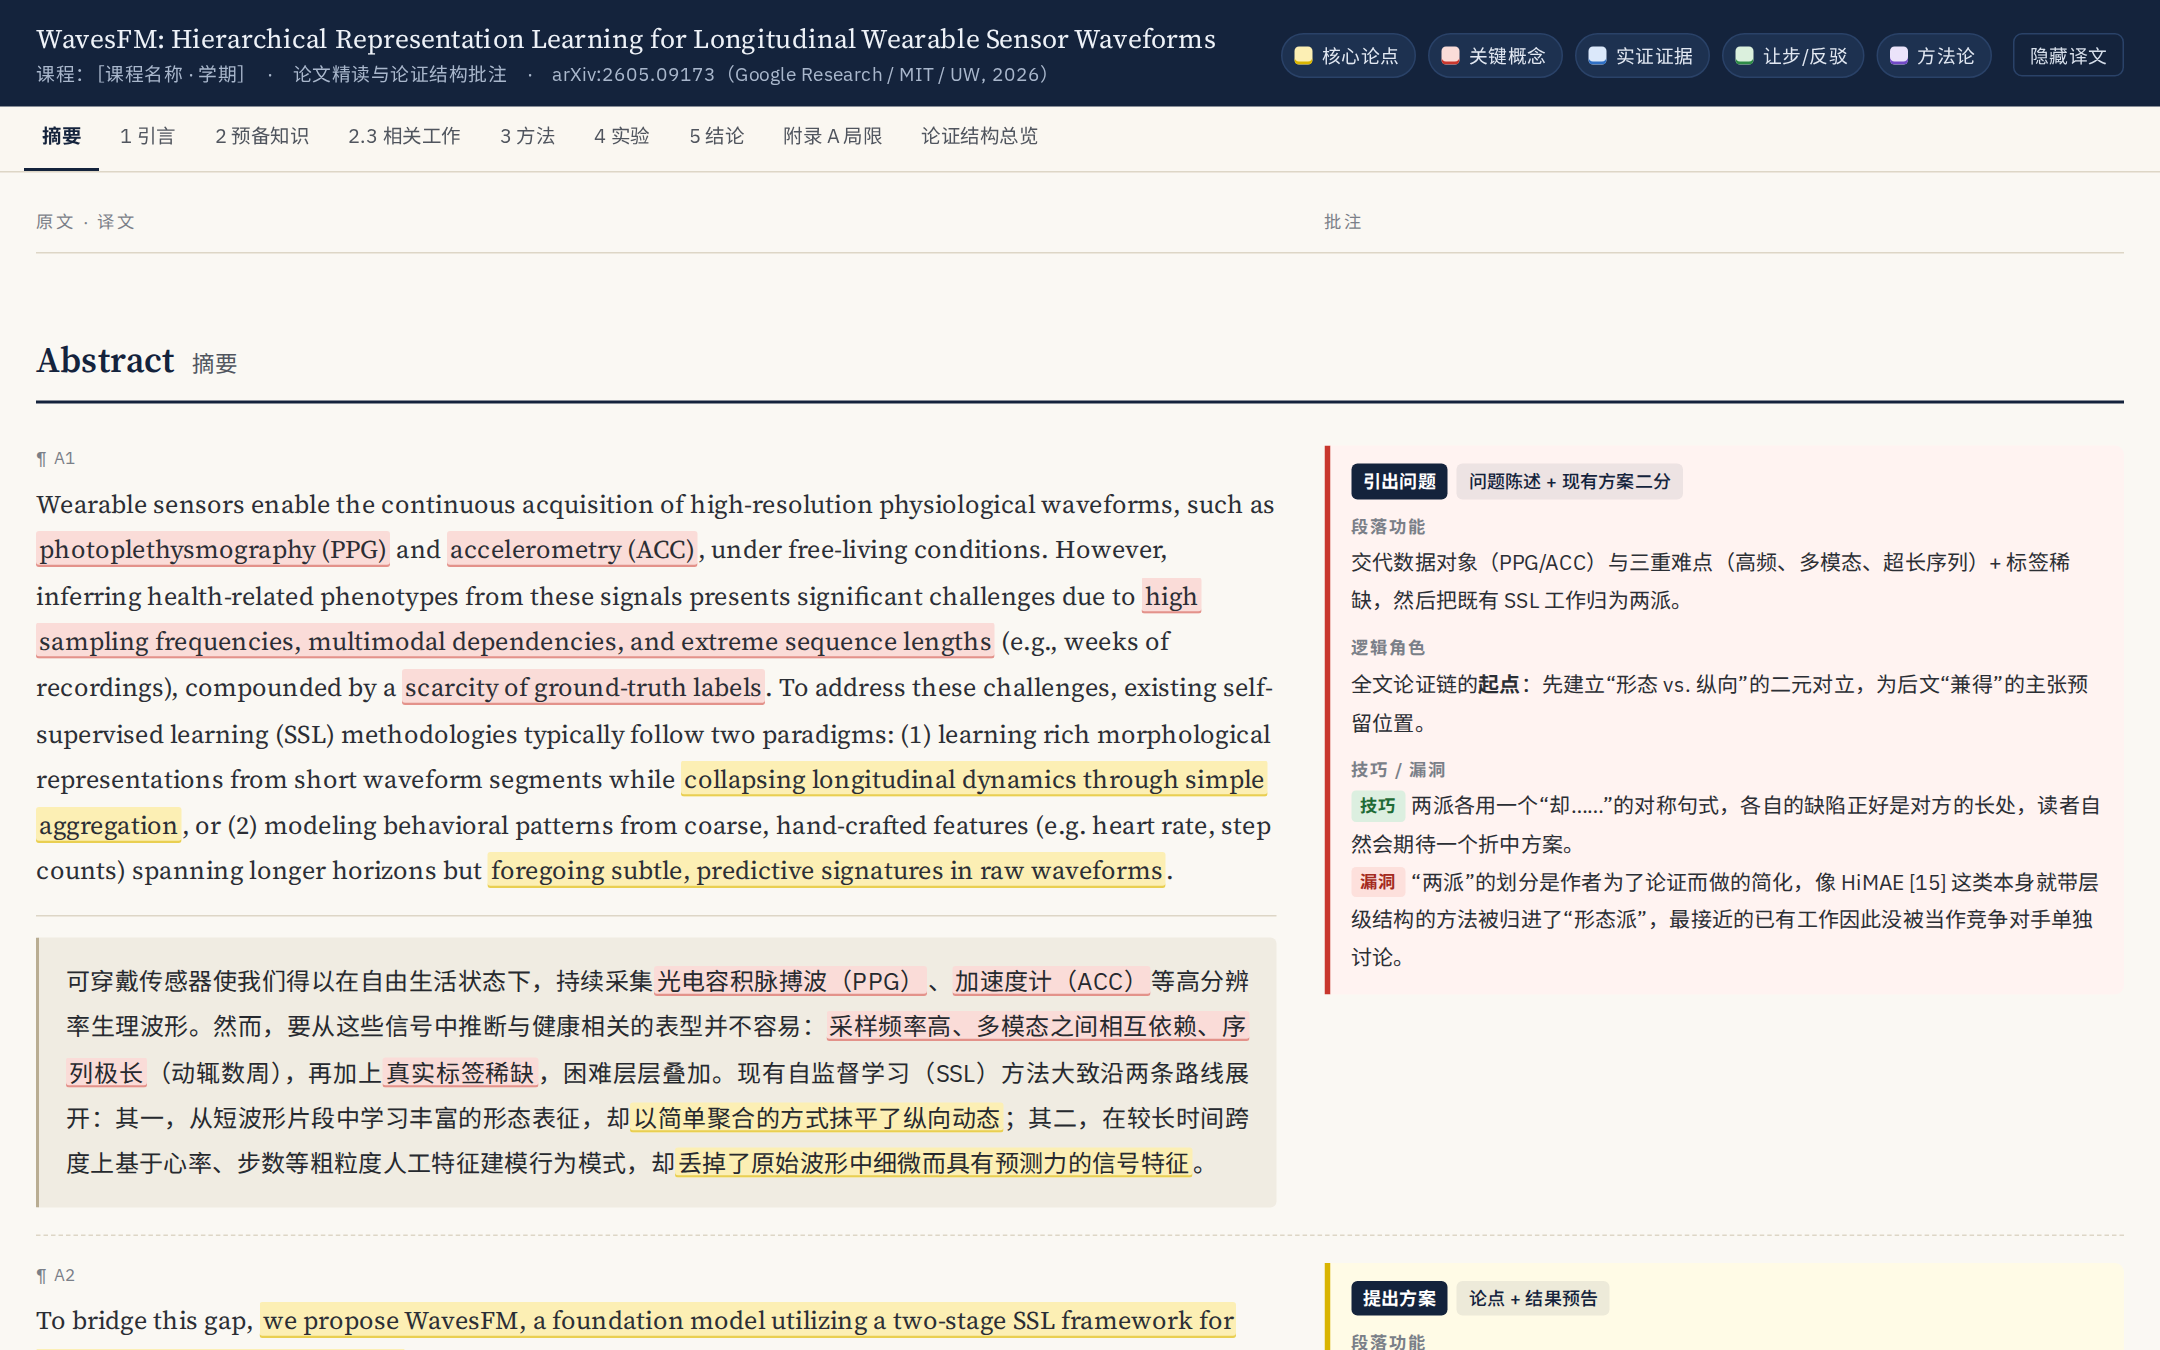 WavesFM: Hierarchical Representation Learning for Longitudinal Wearable Sensor Waveforms
课程：［课程名称 · 学期］ · 论文精读与论证结构批注 · arXiv:2605.09173（Google Research / MIT / UW, 2026）
核心论点
关键概念
实证证据
让步/反驳
方法论
隐藏译文
摘要
1 引言
2 预备知识
2.3 相关工作
3 方法
4 实验
5 结论
附录 A 局限
论证结构总览
原文 · 译文
批注
Abstract 摘要
¶ A1
Wearable sensors enable the continuous acquisition of high-resolution physiological waveforms, such as
photoplethysmography (PPG) and accelerometry (ACC), under free-living conditions. However,
inferring health-related phenotypes from these signals presents significant challenges due to high
sampling frequencies, multimodal dependencies, and extreme sequence lengths (e.g., weeks of
recordings), compounded by a scarcity of ground-truth labels. To address these challenges, existing self-
supervised learning (SSL) methodologies typically follow two paradigms: (1) learning rich morphological
representations from short waveform segments while collapsing longitudinal dynamics through simple
aggregation, or (2) modeling behavioral patterns from coarse, hand-crafted features (e.g. heart rate, step
counts) spanning longer horizons but foregoing subtle, predictive signatures in raw waveforms.
可穿戴传感器使我们得以在自由生活状态下，持续采集光电容积脉搏波（PPG）、加速度计（ACC）等高分辨
率生理波形。然而，要从这些信号中推断与健康相关的表型并不容易：采样频率高、多模态之间相互依赖、序
列极长（动辄数周），再加上真实标签稀缺，困难层层叠加。现有自监督学习（SSL）方法大致沿两条路线展
开：其一，从短波形片段中学习丰富的形态表征，却以简单聚合的方式抹平了纵向动态；其二，在较长时间跨
度上基于心率、步数等粗粒度人工特征建模行为模式，却丢掉了原始波形中细微而具有预测力的信号特征。
引出问题
问题陈述 + 现有方案二分
段落功能
交代数据对象（PPG/ACC）与三重难点（高频、多模态、超长序列）+ 标签稀
缺，然后把既有 SSL 工作归为两派。
逻辑角色
全文论证链的起点：先建立“形态 vs. 纵向”的二元对立，为后文“兼得”的主张预
留位置。
技巧 / 漏洞
技巧 两派各用一个“却……”的对称句式，各自的缺陷正好是对方的长处，读者自
然会期待一个折中方案。
漏洞 “两派”的划分是作者为了论证而做的简化，像 HiMAE [15] 这类本身就带层
级结构的方法被归进了“形态派”，最接近的已有工作因此没被当作竞争对手单独
讨论。
¶ A2
To bridge this gap, we propose WavesFM, a foundation model utilizing a two-stage SSL framework for
提出方案
论点 + 结果预告
段落功能